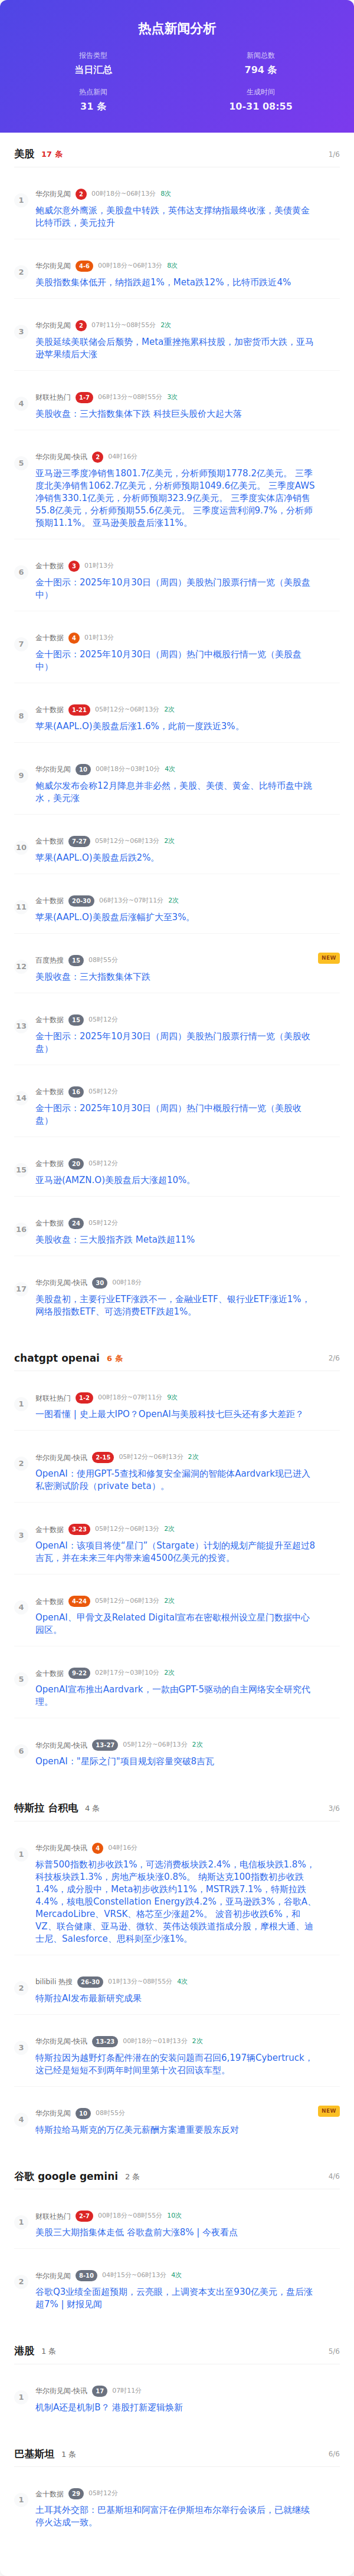 热点新闻分析
报告类型
新闻总数
当日汇总
794 条
热点新闻
生成时间
31 条
10-31 08:55
美股 17 条 1/6
1 华尔街见闻 2 00时18分~06时13分 8次
鲍威尔意外鹰派，美股盘中转跌，英伟达支撑纳指最终收涨，美债黄金
比特币跌，美元拉升
2 华尔街见闻 4-6 00时18分~06时13分 8次
美股指数集体低开，纳指跌超1%，Meta跌12%，比特币跌近4%
3 华尔街见闻 2 07时11分~08时55分 2次
美股延续美联储会后颓势，Meta重挫拖累科技股，加密货币大跌，亚马
逊苹果绩后大涨
4 财联社热门 1-7 06时13分~08时55分 3次
美股收盘：三大指数集体下跌 科技巨头股价大起大落
5 华尔街见闻-快讯 2 04时16分
亚马逊三季度净销售1801.7亿美元，分析师预期1778.2亿美元。 三季
度北美净销售1062.7亿美元，分析师预期1049.6亿美元。 三季度AWS
净销售330.1亿美元，分析师预期323.9亿美元。 三季度实体店净销售
55.8亿美元，分析师预期55.6亿美元。 三季度运营利润9.7%，分析师
预期11.1%。 亚马逊美股盘后涨11%。
6 金十数据 3 01时13分
金十图示：2025年10月30日（周四）美股热门股票行情一览（美股盘
中）
7 金十数据 4 01时13分
金十图示：2025年10月30日（周四）热门中概股行情一览（美股盘
中）
8 金十数据 1-21 05时12分~06时13分 2次
苹果(AAPL.O)美股盘后涨1.6%，此前一度跌近3%。
9 华尔街见闻 10 00时18分~03时10分 4次
鲍威尔发布会称12月降息并非必然，美股、美债、黄金、比特币盘中跳
水，美元涨
10 金十数据 7-27 05时12分~06时13分 2次
苹果(AAPL.O)美股盘后跌2%。
11 金十数据 20-30 06时13分~07时11分 2次
苹果(AAPL.O)美股盘后涨幅扩大至3%。
12 百度热搜 15 08时55分 NEW
美股收盘：三大指数集体下跌
13 金十数据 15 05时12分
金十图示：2025年10月30日（周四）美股热门股票行情一览（美股收
盘）
14 金十数据 16 05时12分
金十图示：2025年10月30日（周四）热门中概股行情一览（美股收
盘）
15 金十数据 20 05时12分
亚马逊(AMZN.O)美股盘后大涨超10%。
16 金十数据 24 05时12分
美股收盘：三大股指齐跌 Meta跌超11%
17 华尔街见闻-快讯 30 00时18分
美股盘初，主要行业ETF涨跌不一，金融业ETF、银行业ETF涨近1%，
网络股指数ETF、可选消费ETF跌超1%。
chatgpt openai 6 条 2/6
1 财联社热门 1-2 00时18分~07时11分 9次
一图看懂 | 史上最大IPO？OpenAI与美股科技七巨头还有多大差距？
2 华尔街见闻-快讯 2-15 05时12分~06时13分 2次
OpenAI：使用GPT-5查找和修复安全漏洞的智能体Aardvark现已进入
私密测试阶段（private beta）。
3 金十数据 3-23 05时12分~06时13分 2次
OpenAI：该项目将使“星门”（Stargate）计划的规划产能提升至超过8
吉瓦，并在未来三年内带来逾4500亿美元的投资。
4 金十数据 4-24 05时12分~06时13分 2次
OpenAI、甲骨文及Related Digital宣布在密歇根州设立星门数据中心
园区。
5 金十数据 9-22 02时17分~03时10分 2次
OpenAI宣布推出Aardvark，一款由GPT-5驱动的自主网络安全研究代
理。
6 华尔街见闻-快讯 13-27 05时12分~06时13分 2次
OpenAI："星际之门"项目规划容量突破8吉瓦
特斯拉 台积电 4 条 3/6
1 华尔街见闻-快讯 4 04时16分
标普500指数初步收跌1%，可选消费板块跌2.4%，电信板块跌1.8%，
科技板块跌1.3%，房地产板块涨0.8%。 纳斯达克100指数初步收跌
1.4%，成分股中，Meta初步收跌约11%，MSTR跌7.1%，特斯拉跌
4.4%，核电股Constellation Energy跌4.2%，亚马逊跌3%，谷歌A、
MercadoLibre、VRSK、格芯至少涨超2%。 波音初步收跌6%，和
VZ、联合健康、亚马逊、微软、英伟达领跌道指成分股，摩根大通、迪
士尼、Salesforce、思科则至少涨1%。
2 bilibili 热搜 26-30 01时13分~08时55分 4次
特斯拉AI发布最新研究成果
3 华尔街见闻-快讯 13-23 00时18分~01时13分 2次
特斯拉因为越野灯条配件潜在的安装问题而召回6,197辆Cybertruck，
这已经是短短不到两年时间里第十次召回该车型。
4 华尔街见闻 10 08时55分 NEW
特斯拉给马斯克的万亿美元薪酬方案遭重要股东反对
谷歌 google gemini 2 条 4/6
1 财联社热门 2-7 00时18分~08时55分 10次
美股三大期指集体走低 谷歌盘前大涨8% | 今夜看点
2 华尔街见闻 8-10 04时15分~06时13分 4次
谷歌Q3业绩全面超预期，云亮眼，上调资本支出至930亿美元，盘后涨
超7% | 财报见闻
港股 1 条 5/6
1 华尔街见闻-快讯 17 07时11分
机制A还是机制B？ 港股打新逻辑焕新
巴基斯坦 1 条 6/6
1 金十数据 29 05时12分
土耳其外交部：巴基斯坦和阿富汗在伊斯坦布尔举行会谈后，已就继续
停火达成一致。